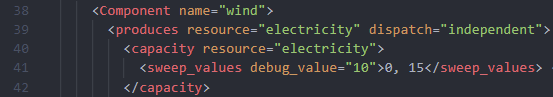 38 <Component name="wind">
39 <produces resource="electricity" dispatch="independent">
40 <capacity resource="electricity">
41 <sweep_values debug_value="10">0, 15</sweep_values>
42 </capacity>